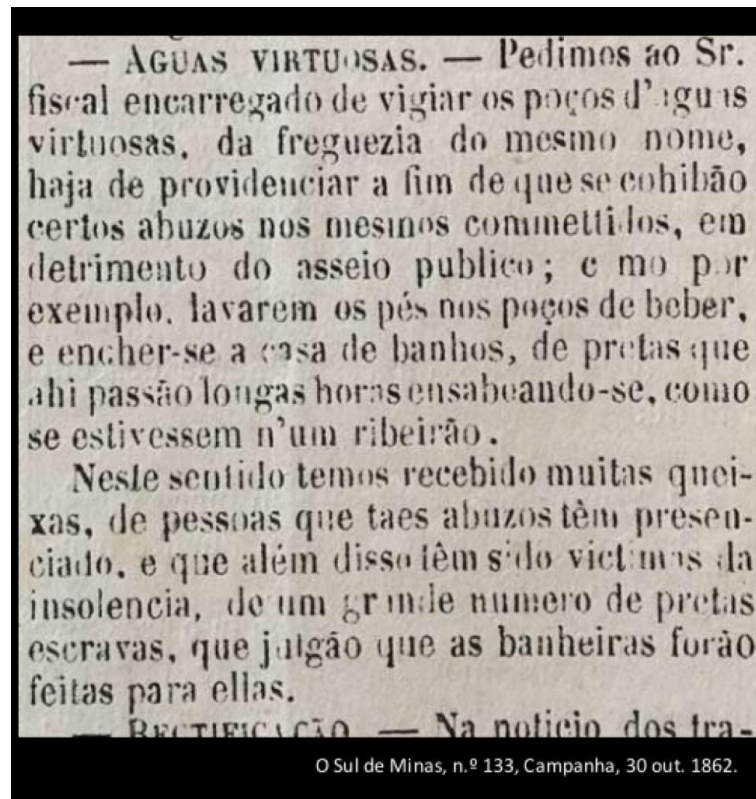 — AGUAS VIRTUOSAS. — Pedimos ao Sr.
fiscal encarregado de vigiar os poços d'aguas
virtuosas, da freguezia do mesmo nome,
haja de providenciar a fim de que se cohibão
certos abuzos nos mesmos commettidos, em
detrimento do asseio publico; como por
exemplo, lavarem os pés nos poços de beber,
e encher-se a casa de banhos, de pretas que
ahi passão longas horas ensaboando-se, como
se estivessem n'um ribeirão.
Neste sentido temos recebido muitas quei-
xas, de pessoas que taes abuzos têm presen-
ciado, e que além disso têm sido victimas da
insolencia, de um grande numero de pretas
escravas, que julgão que as banheiras forão
feitas para ellas.
— RECTIFICAÇÃO — Na noticio dos tra-
O Sul de Minas, n.º 133, Campanha, 30 out. 1862.